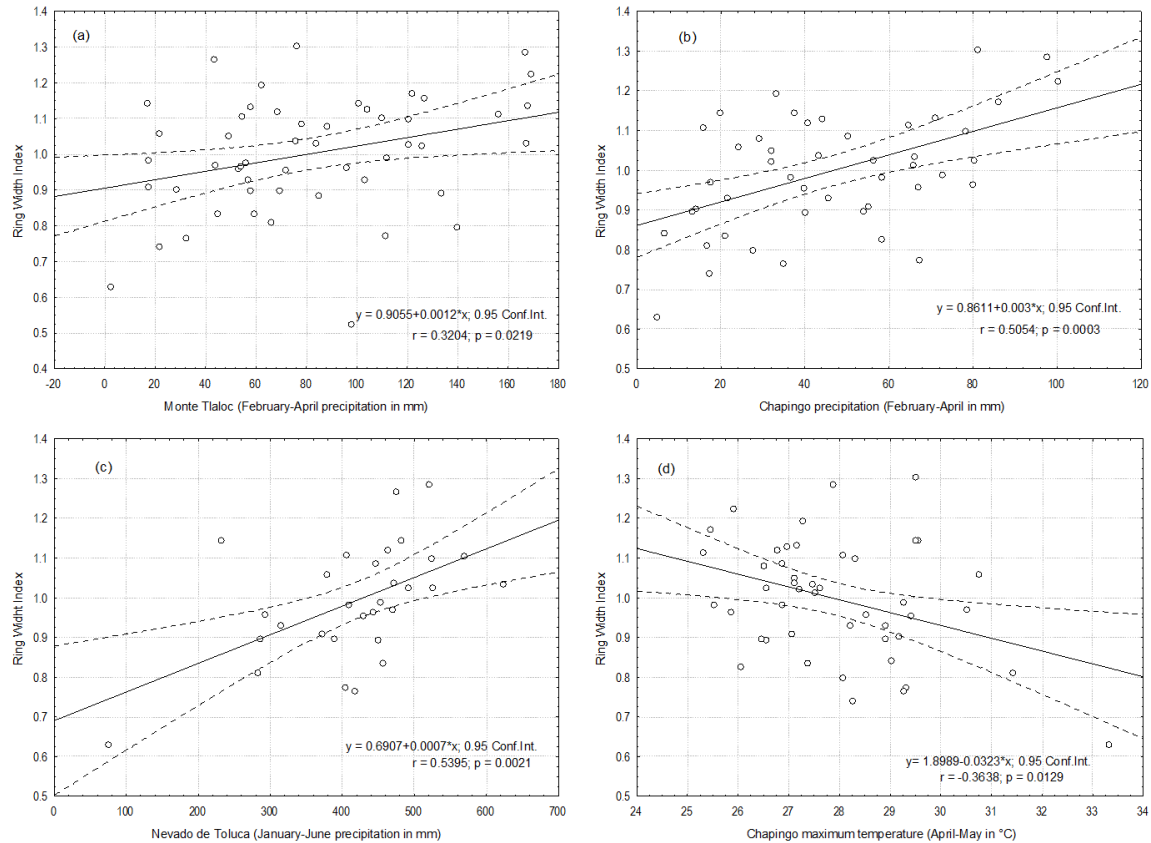 (a)
1.4
1.3
1.2
1.1
1.0
0.9
0.8
0.7
0.6
0.5
0.4
Ring Width Index
y = 0.9055+0.0012*x; 0.95 Conf.Int.
r = 0.3204; p = 0.0219
-20 0 20 40 60 80 100 120 140 160 180
Monte Tlaloc (February-April precipitation in mm)
(b)
1.4
1.3
1.2
1.1
1.0
0.9
0.8
0.7
0.6
0.5
Ring Width Index
y = 0.8611+0.003*x; 0.95 Conf.Int.
r = 0.5054; p = 0.0003
0 20 40 60 80 100 120
Chapingo precipitation (February-April in mm)
(c)
1.4
1.3
1.2
1.1
1.0
0.9
0.8
0.7
0.6
0.5
Ring Widht Index
y = 0.6907+0.0007*x; 0.95 Conf.Int.
r = 0.5395; p = 0.0021
0 100 200 300 400 500 600 700
Nevado de Toluca (January-June precipitation in mm)
(d)
1.4
1.3
1.2
1.1
1.0
0.9
0.8
0.7
0.6
0.5
Ring Width Index
y= 1.8989-0.0323*x; 0.95 Conf.Int.
r = -0.3638; p = 0.0129
24 25 26 27 28 29 30 31 32 33 34
Chapingo maximum temperature (April-May in °C)